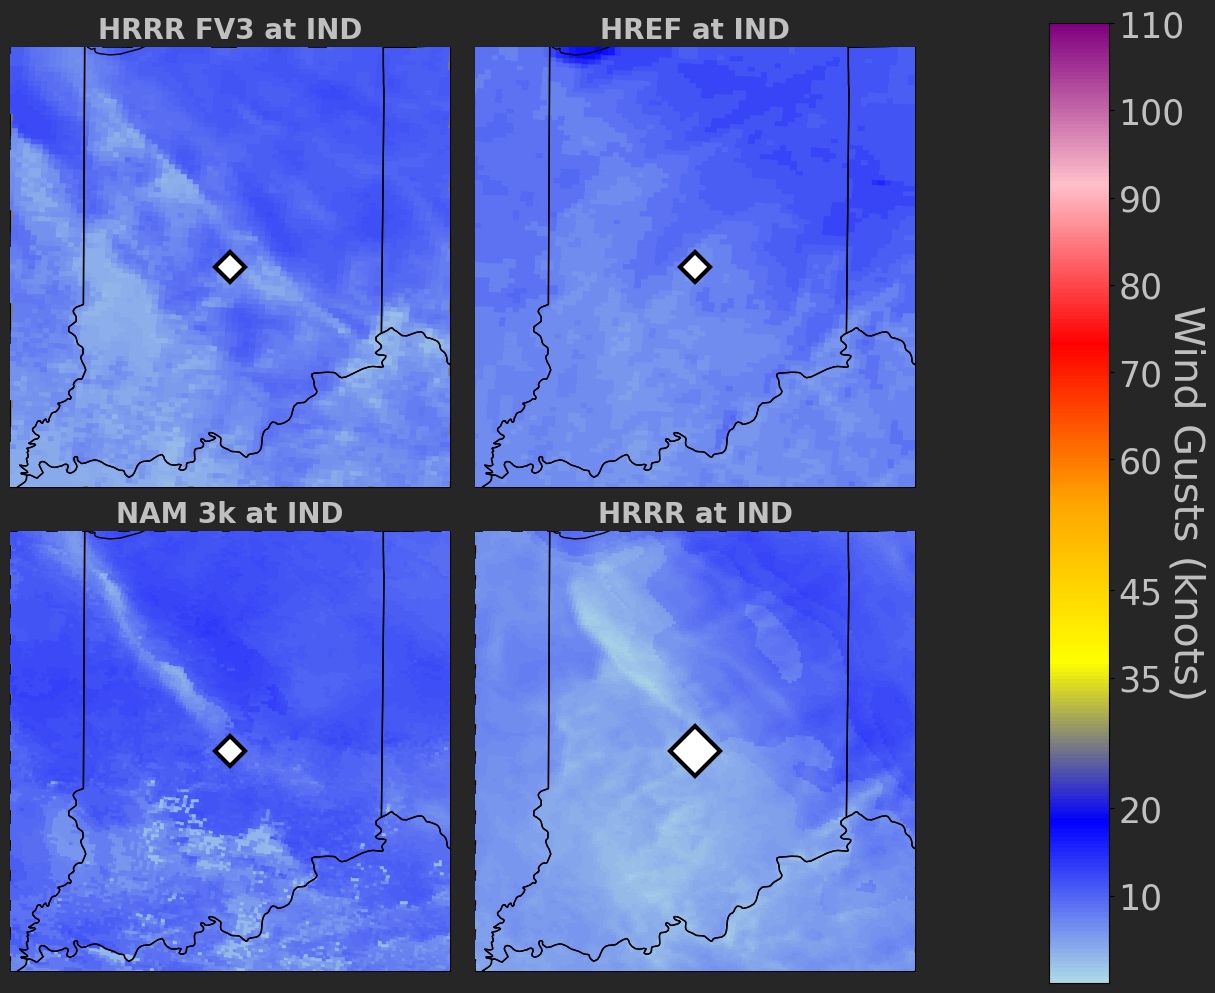 HRRR FV3 at IND
HREF at IND
NAM 3k at IND
HRRR at IND
110
100
90
80
70
60
45
35
20
10
Wind Gusts (knots)